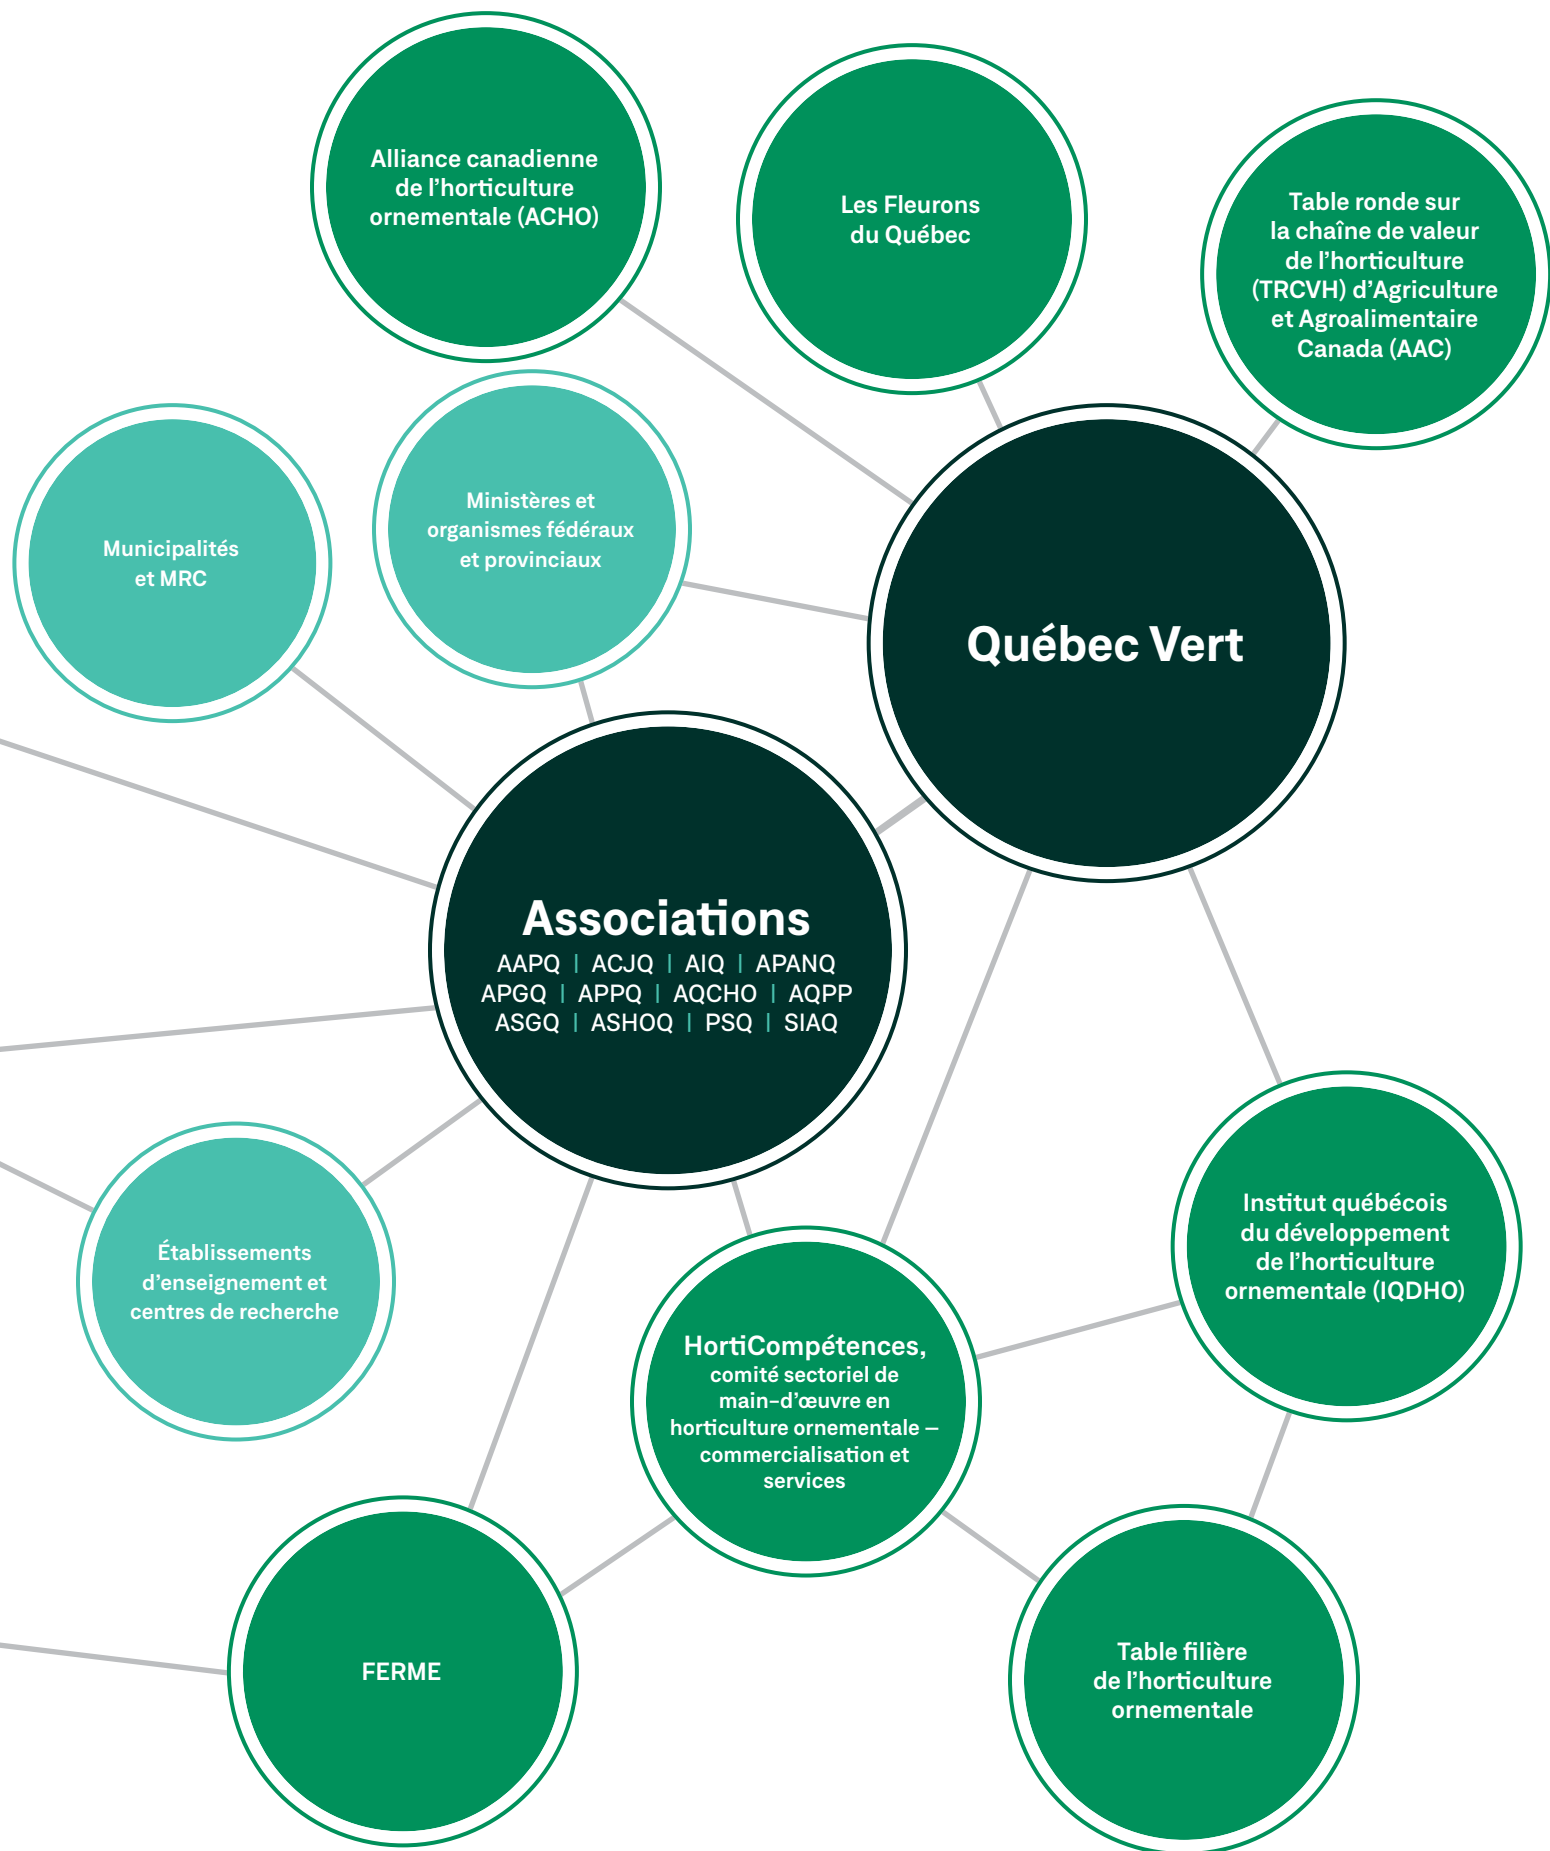 Alliance canadienne
de l'horticulture
ornementale (ACHO)
Les Fleurons
du Québec
Table ronde sur
la chaîne de valeur
de l'horticulture
(TRCVH) d'Agriculture
et Agroalimentaire
Canada (AAC)
Municipalités
et MRC
Ministères et
organismes fédéraux
et provinciaux
Québec Vert
Associations
AAPQ | ACJQ | AIQ | APANQ
APGQ | APPQ | AQCHO | AQPP
ASGQ | ASHOQ | PSQ | SIAQ
Établissements
d'enseignement et
centres de recherche
HortiCompétences,
comité sectoriel de
main-d'œuvre en
horticulture ornementale –
commercialisation et
services
Institut québécois
du développement
de l'horticulture
ornementale (IQDHO)
FERME
Table filière
de l'horticulture
ornementale